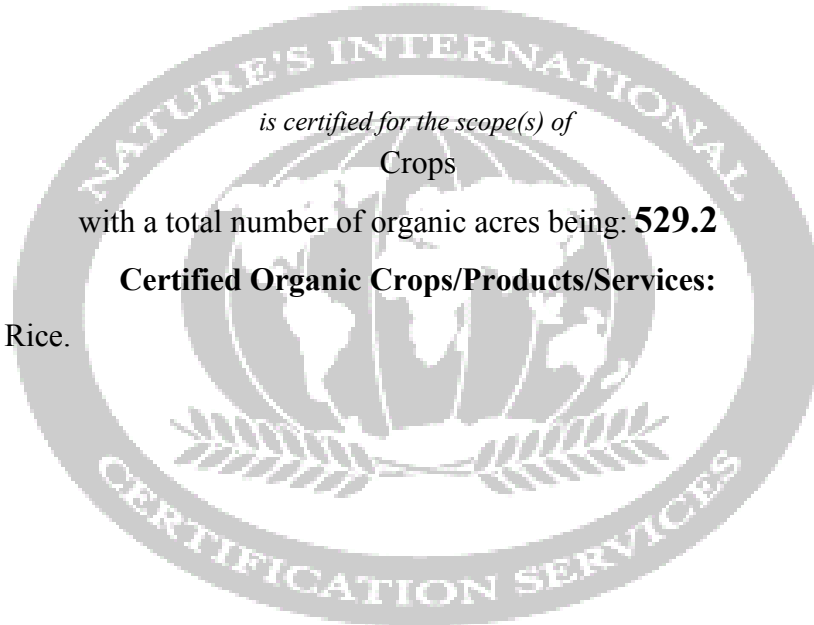 NATURE'S INTERNATIONAL
is certified for the scope(s) of
Crops
with a total number of organic acres being: 529.2
Certified Organic Crops/Products/Services:
Rice.
CERTIFICATION SERVICES